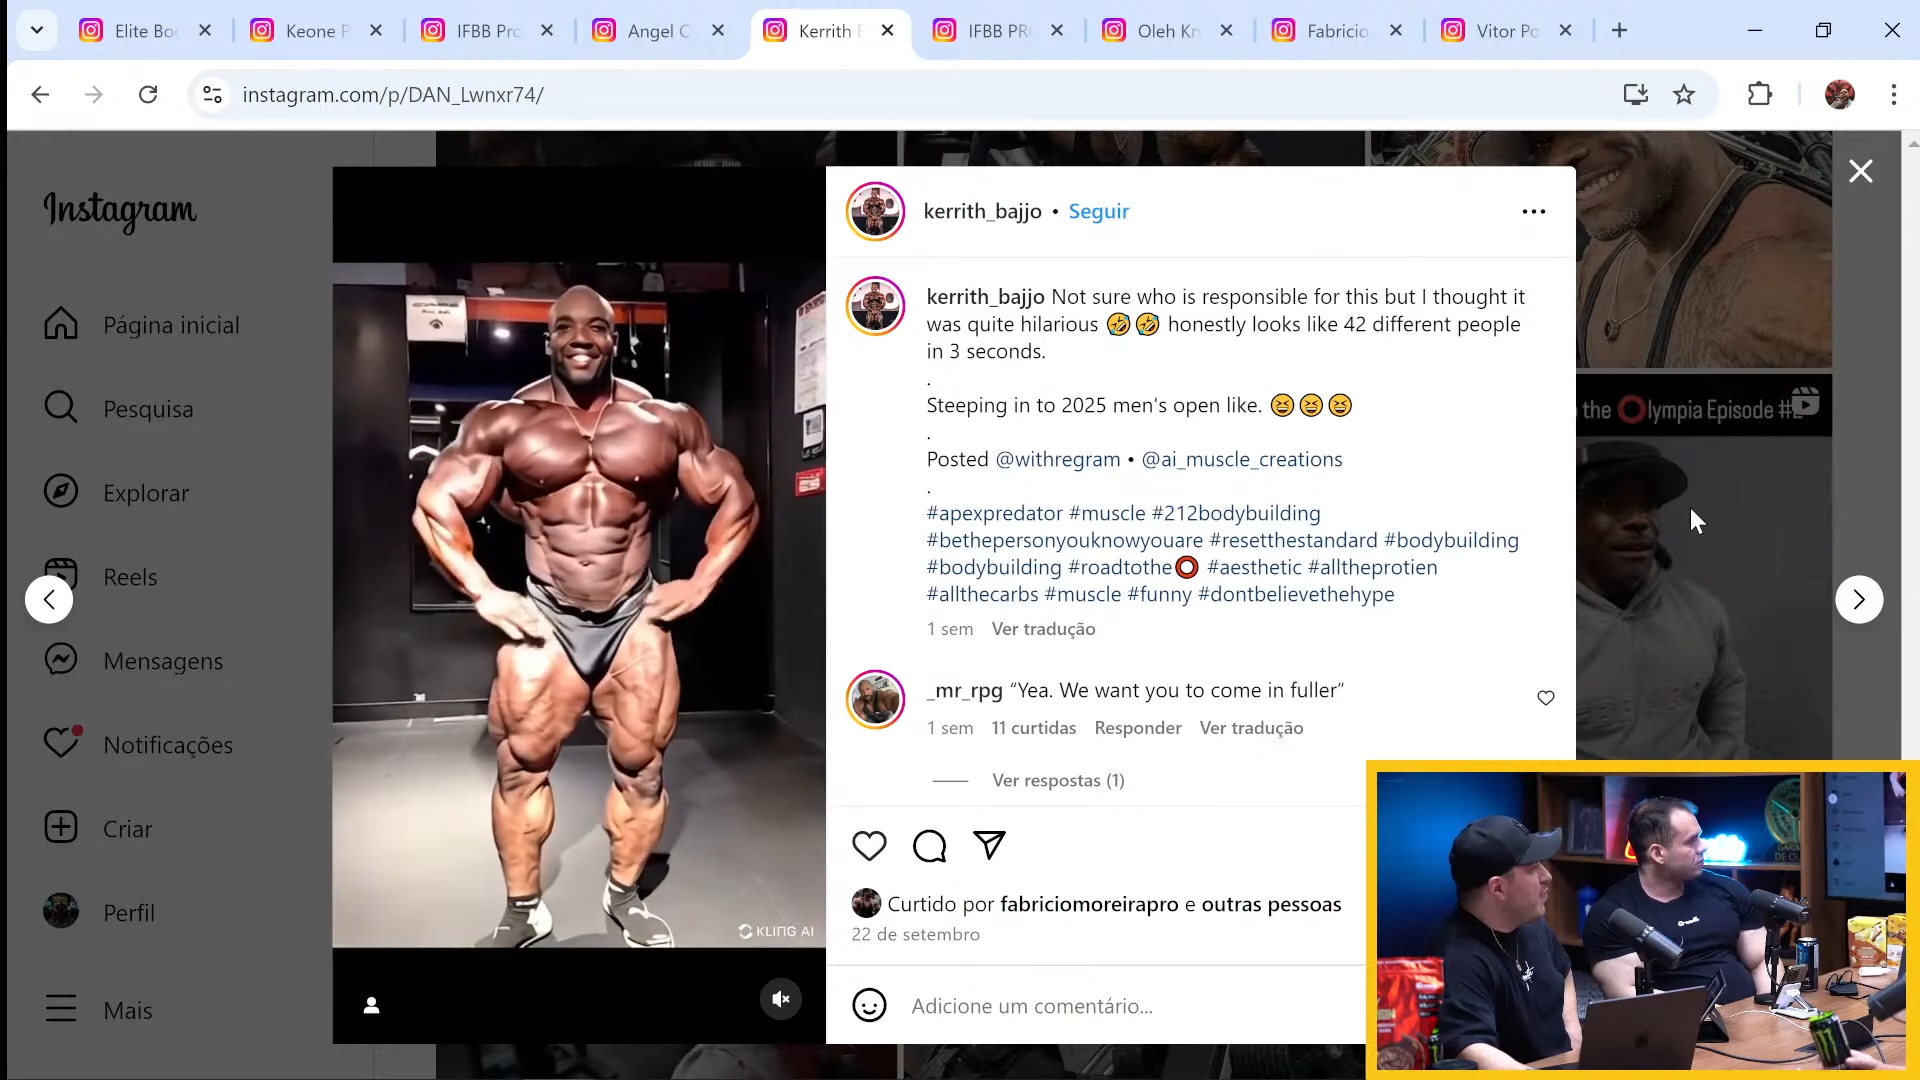 Elite Boo
Keone P
IFBB Pro
Angel C
Kerrith B
IFBB PR
Oleh Kr
Fabricio
Vitor Po
instagram.com/p/DAN_Lwnxr74/
Instagram
Página inicial
Pesquisa
Explorar
Reels
Mensagens
Notificações
Criar
Perfil
Mais
KLING AI
kerrith_bajjo • Seguir
kerrith_bajjo Not sure who is responsible for this but I thought it
was quite hilarious 🤣🤣 honestly looks like 42 different people
in 3 seconds.
.
Steeping in to 2025 men's open like. 😆😆😆
.
Posted @withregram • @ai_muscle_creations
.
#apexpredator #muscle #212bodybuilding
#bethepersonyouknowyouare #resetthestandard #bodybuilding
#bodybuilding #roadtothe⭕ #aesthetic #alltheprotien
#allthecarbs #muscle #funny #dontbelievethehype
1 sem Ver tradução
_mr_rpg “Yea. We want you to come in fuller”
1 sem 11 curtidas Responder Ver tradução
Ver respostas (1)
Curtido por fabriciomoreirapro e outras pessoas
22 de setembro
Adicione um comentário...
the ⭕lympia Episode #